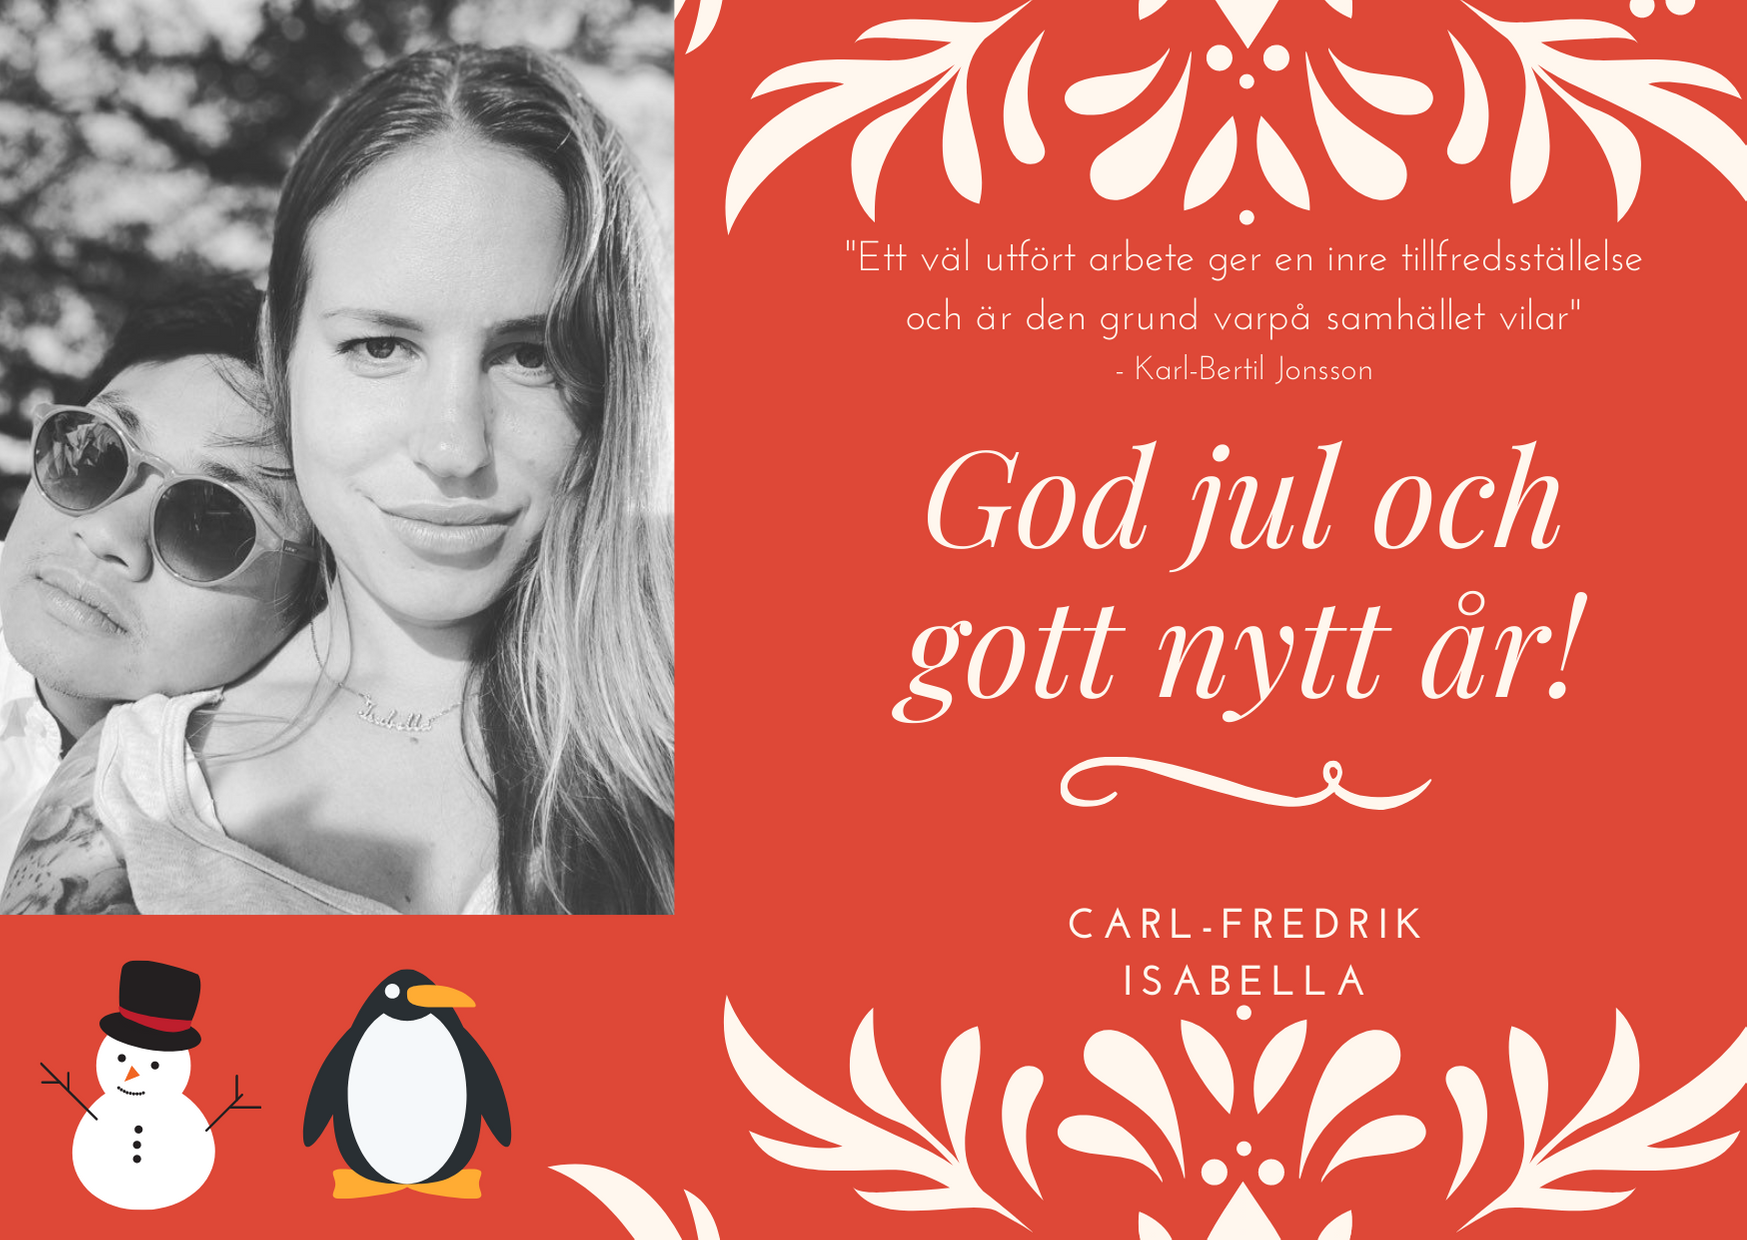 "Ett väl utfört arbete ger en inre tillfredsställelse
och är den grund varpå samhället vilar"
- Karl-Bertil Jonsson
God jul och
gott nytt år!
CARL-FREDRIK
ISABELLA
Isabella